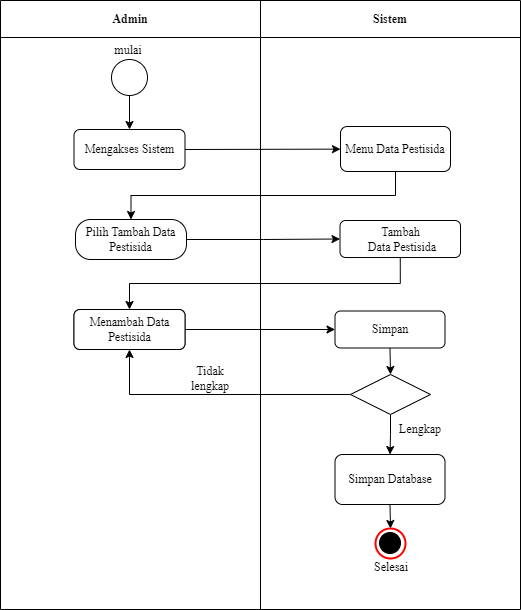 Admin
Sistem
mulai
Mengakses Sistem
Menu Data Pestisida
Pilih Tambah Data
Pestisida
Tambah
Data Pestisida
Menambah Data
Pestisida
Simpan
Tidak
lengkap
Lengkap
Simpan Database
Selesai